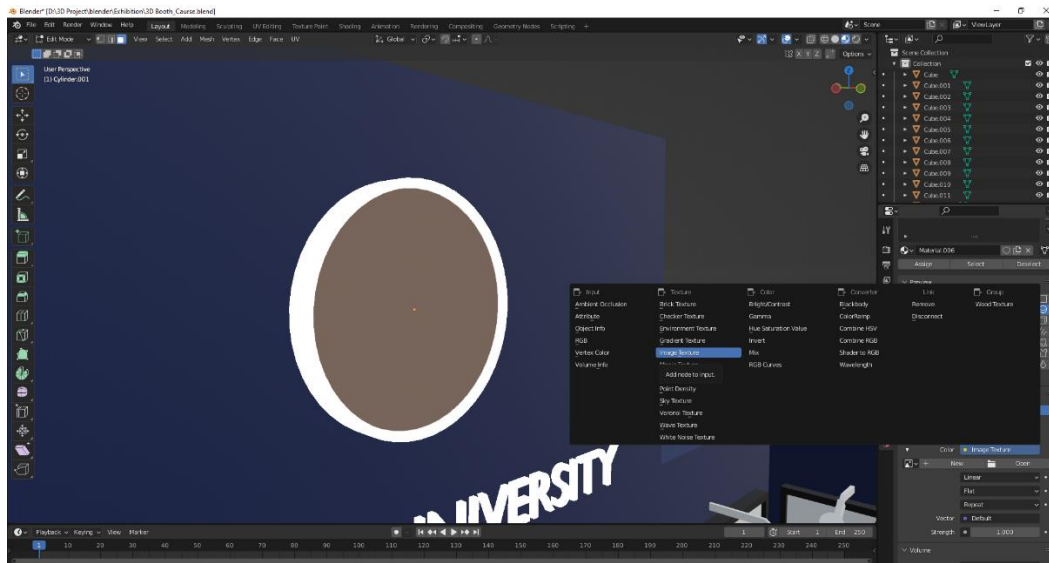 Blender* [D:\3D Project\blender\Exhibition\3D Booth_Caurse.blend]
File Edit Render Window Help Layout Modeling Sculpting UV Editing Texture Paint Shading Animation Rendering Compositing Geometry Nodes Scripting + Scene ViewLayer
Edit Mode View Select Add Mesh Vertex Edge Face UV Global
X Y Z Options
User Perspective
(1) Cylinder.001
Scene Collection
Collection
Cube
Cube.001
Cube.002
Cube.003
Cube.004
Cube.005
Cube.006
Cube.007
Cube.008
Cube.009
Cube.010
Cube.011
Material.006
Assign Select Deselect
Preview
Input Texture Color Converter Link Group
Ambient Occlusion Brick Texture Bright/Contrast Blackbody Remove Wood Texture
Attribute Checker Texture Gamma ColorRamp Disconnect
Object Info Environment Texture Hue Saturation Value Combine HSV
RGB Gradient Texture Invert Combine RGB
Vertex Color Image Texture Mix Shader to RGB
Volume Info RGB Curves Wavelength
Add node to input.
Point Density
Sky Texture
Voronoi Texture
Wave Texture
White Noise Texture
Color Image Texture
New Open
Linear
Flat
Repeat
Vector Default
Strength 1.000
Volume
UNIVERSITY
Playback Keying View Marker 1 Start 1 End 250
1 10 20 30 40 50 60 70 80 90 100 110 120 130 140 150 160 170 180 190 200 210 220 230 240 250